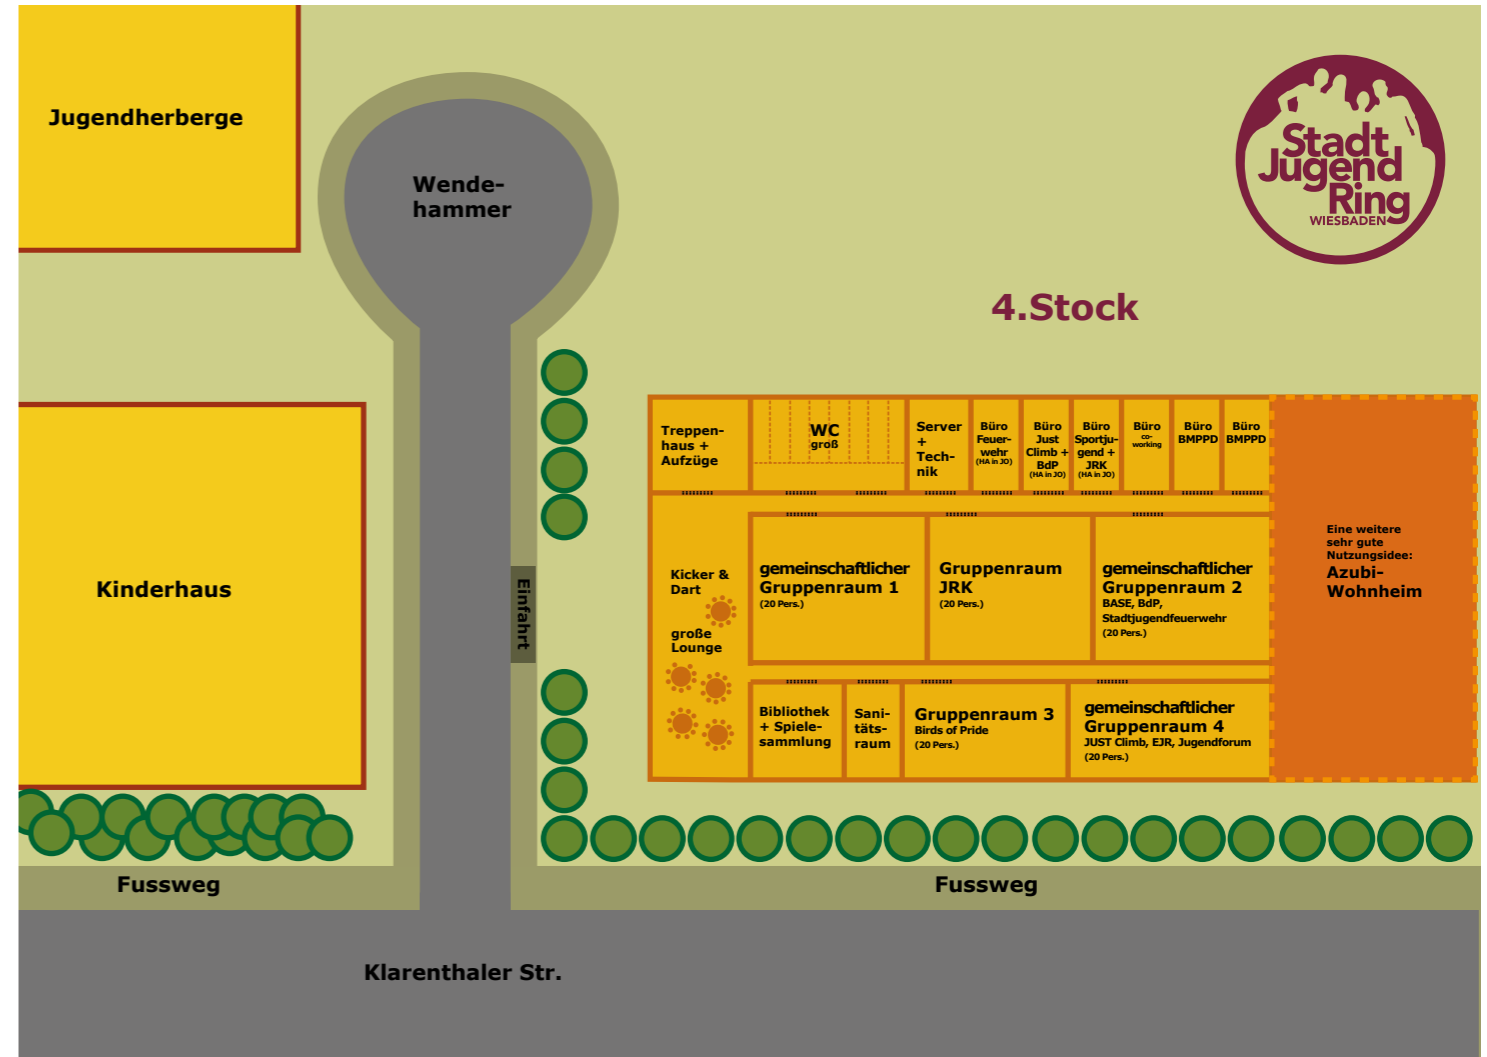 Jugendherberge
Wende-
hammer
Stadt
Jugend
Ring
WIESBADEN
4.Stock
Treppen-
haus +
Aufzüge
WC
groß
Server
+
Tech-
nik
Büro
Feuer-
wehr
(HA in JO)
Büro
Just
Climb +
BdP
(HA in JO)
Büro
Sportju-
gend +
JRK
(HA in JO)
Büro
co-
working
Büro
BMPPD
Büro
BMPPD
Kinderhaus
Einfahrt
Kicker &
Dart
große
Lounge
gemeinschaftlicher
Gruppenraum 1
(20 Pers.)
Gruppenraum
JRK
(20 Pers.)
gemeinschaftlicher
Gruppenraum 2
BASE, BdP,
Stadtjugendfeuerwehr
(20 Pers.)
Eine weitere
sehr gute
Nutzungsidee:
Azubi-
Wohnheim
Bibliothek
+ Spiele-
sammlung
Sani-
täts-
raum
Gruppenraum 3
Birds of Pride
(20 Pers.)
gemeinschaftlicher
Gruppenraum 4
JUST Climb, EJR, Jugendforum
(20 Pers.)
Fussweg
Fussweg
Klarenthaler Str.